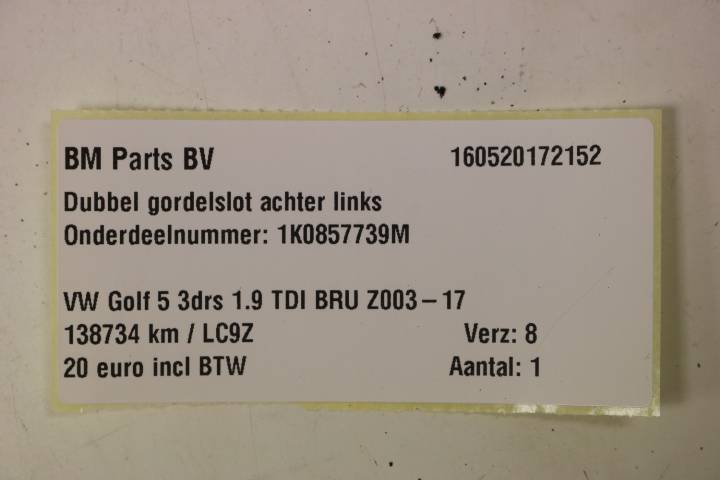 BM Parts BV 160520172152
Dubbel gordelslot achter links
Onderdeelnummer: 1K0857739M
VW Golf 5 3drs 1.9 TDI BRU Z003-17
138734 km / LC9Z Verz: 8
20 euro incl BTW Aantal: 1